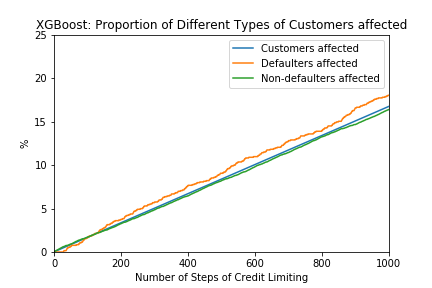 XGBoost: Proportion of Different Types of Customers affected
25
20
15
10
5
0
%
Customers affected
Defaulters affected
Non-defaulters affected
0 200 400 600 800 1000
Number of Steps of Credit Limiting